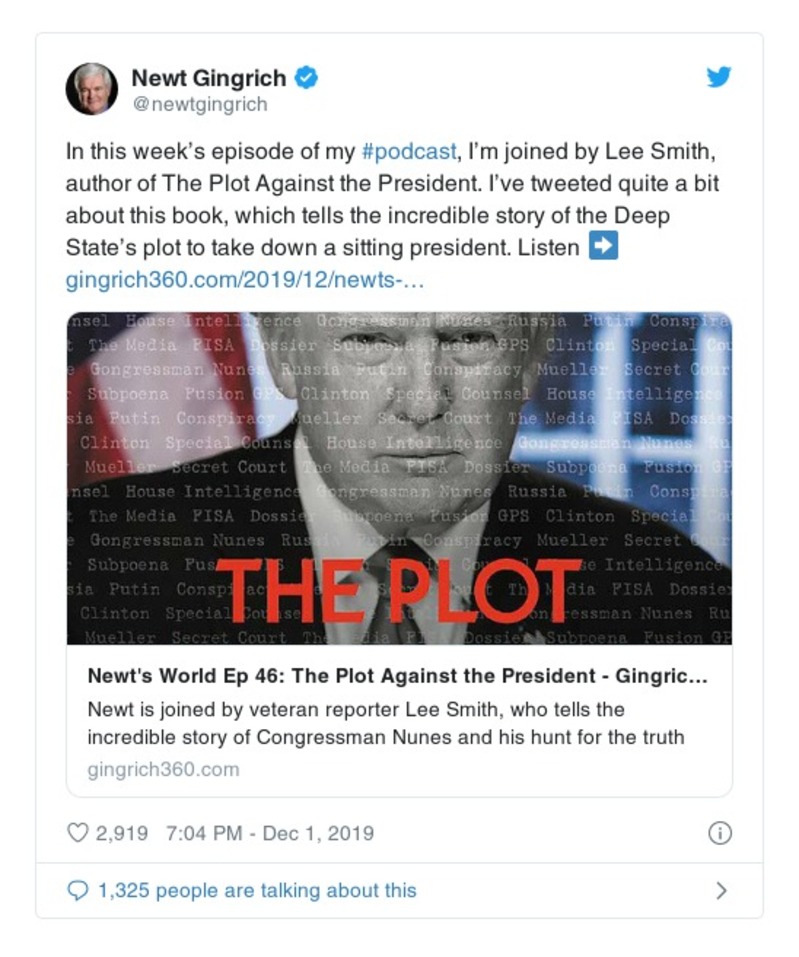 Newt Gingrich
@newtgingrich
In this week's episode of my #podcast, I'm joined by Lee Smith,
author of The Plot Against the President. I've tweeted quite a bit
about this book, which tells the incredible story of the Deep
State's plot to take down a sitting president. Listen ➡
gingrich360.com/2019/12/newts-…
nsel House Intelligence Congressman Nunes Russia Putin Conspira
The Media FISA Dossier Subpoena Fusion GPS Clinton Special Cou
e Congressman Nunes Russia Putin Conspiracy Mueller Secret Cour
Subpoena Fusion GPS Clinton Special Counsel House Intelligence
sia Putin Conspiracy Mueller Secret Court The Media FISA Dossie
Clinton Special Counsel House Intelligence Congressman Nunes Ru
Mueller Secret Court The Media FISA Dossier Subpoena Fusion GP
nsel House Intelligence Congressman Nunes Russia Putin Conspira
The Media FISA Dossier Subpoena Fusion GPS Clinton Special Cou
e Congressman Nunes Russia Putin Conspiracy Mueller Secret Cour
Subpoena Fus Cou se Intelligence
sia Putin Conspi t Th dia FISA Dossie
THE PLOT
Clinton Special Counse ressman Nunes Ru
Mueller Secret Court The dia FISA Dossie Subpoena Fusion GP
Newt's World Ep 46: The Plot Against the President - Gingric...
Newt is joined by veteran reporter Lee Smith, who tells the
incredible story of Congressman Nunes and his hunt for the truth
gingrich360.com
2,919 7:04 PM - Dec 1, 2019
1,325 people are talking about this